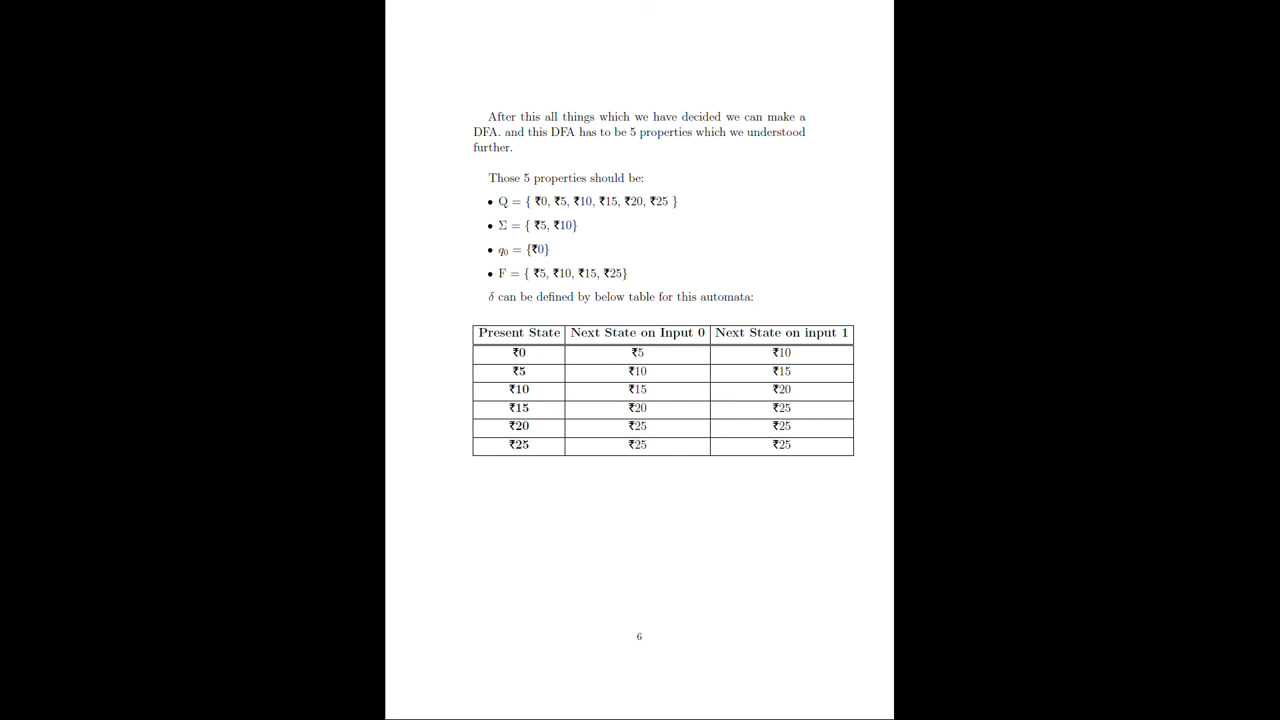 After this all things which we have decided we can make a
DFA. and this DFA has to be 5 properties which we understood
further.
Those 5 properties should be:
• Q = { ₹0, ₹5, ₹10, ₹15, ₹20, ₹25 }
• Σ = { ₹5, ₹10}
• q₀ = {₹0}
• F = { ₹5, ₹10, ₹15, ₹25}
δ can be defined by below table for this automata:
Present State Next State on Input 0 Next State on input 1
₹0 ₹5 ₹10
₹5 ₹10 ₹15
₹10 ₹15 ₹20
₹15 ₹20 ₹25
₹20 ₹25 ₹25
₹25 ₹25 ₹25
6